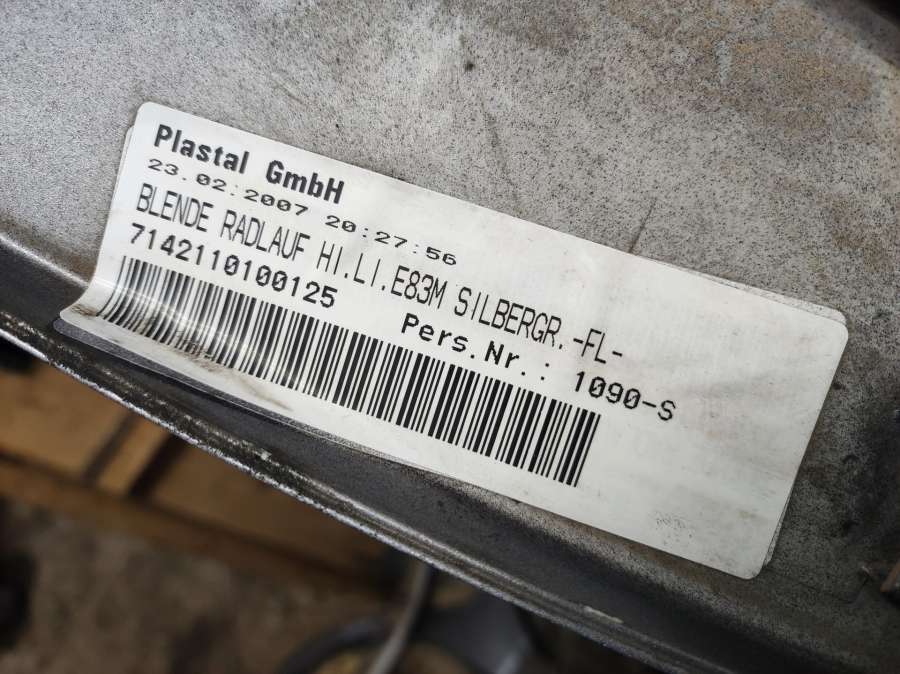 Plastal GmbH
23.02.2007 20:27:56
BLENDE RADLAUF HI.LI.E83M SILBERGR.-FL-
7142110100125
Pers.Nr.: 1090-S